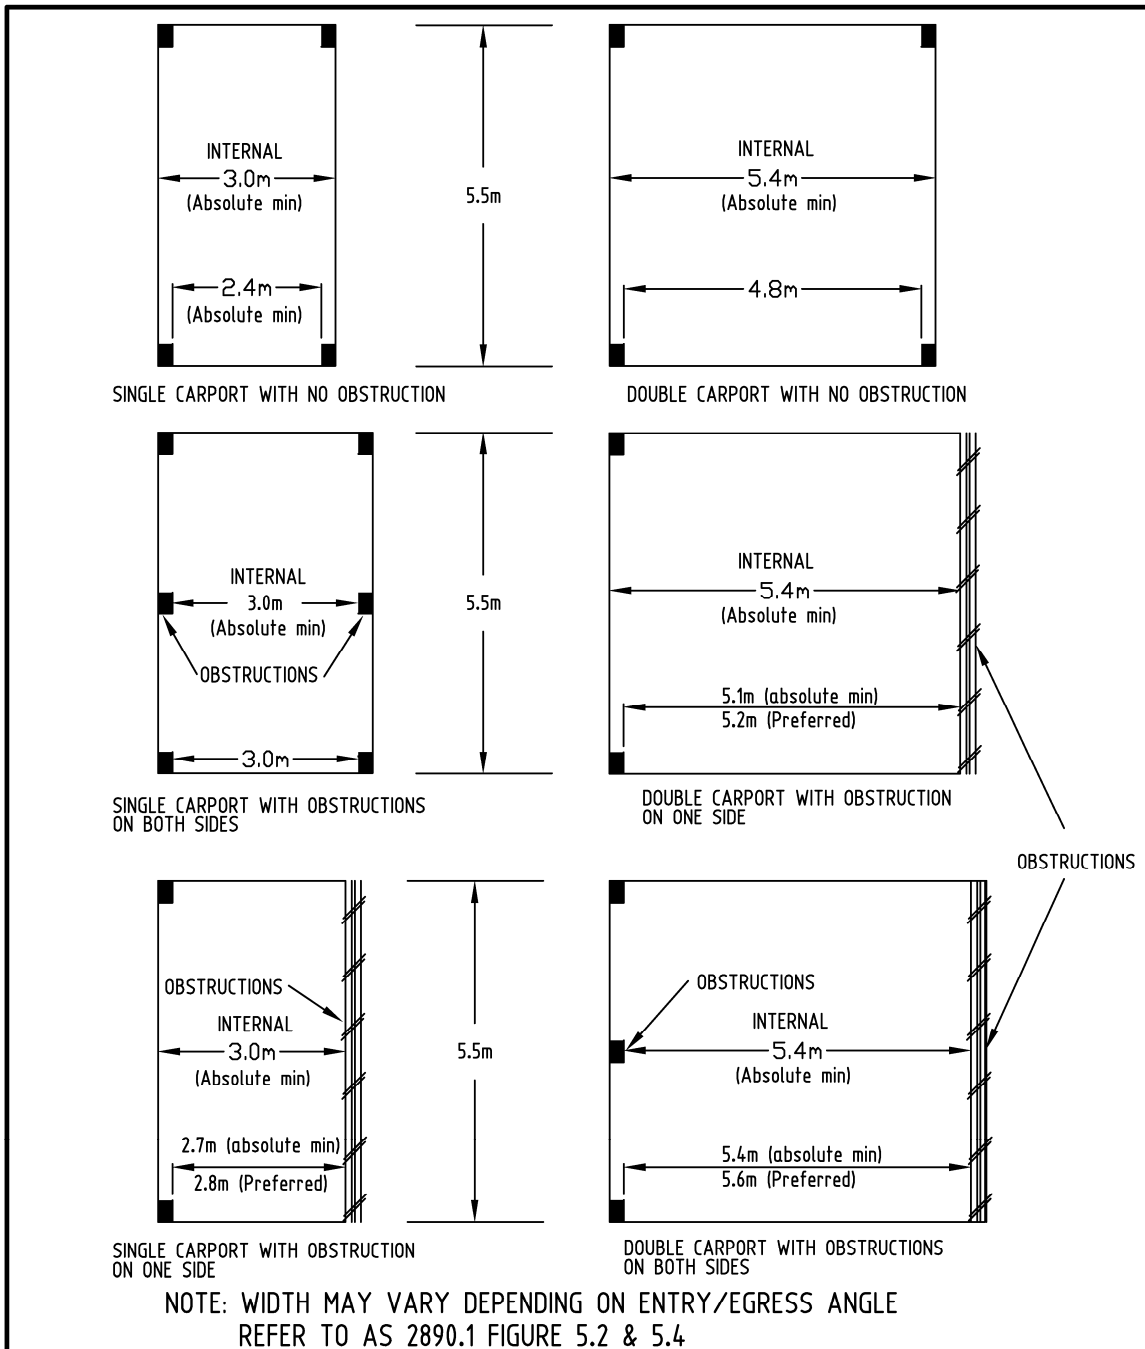 INTERNAL
3.0m
(Absolute min)
2.4m
(Absolute min)
5.5m
SINGLE CARPORT WITH NO OBSTRUCTION
INTERNAL
5.4m
(Absolute min)
4.8m
DOUBLE CARPORT WITH NO OBSTRUCTION
INTERNAL
3.0m
(Absolute min)
OBSTRUCTIONS
3.0m
5.5m
SINGLE CARPORT WITH OBSTRUCTIONS
ON BOTH SIDES
INTERNAL
5.4m
(Absolute min)
5.1m (absolute min)
5.2m (Preferred)
DOUBLE CARPORT WITH OBSTRUCTION
ON ONE SIDE
OBSTRUCTIONS
OBSTRUCTIONS
INTERNAL
3.0m
(Absolute min)
2.7m (absolute min)
2.8m (Preferred)
5.5m
SINGLE CARPORT WITH OBSTRUCTION
ON ONE SIDE
OBSTRUCTIONS
INTERNAL
5.4m
(Absolute min)
5.4m (absolute min)
5.6m (Preferred)
DOUBLE CARPORT WITH OBSTRUCTIONS
ON BOTH SIDES
NOTE: WIDTH MAY VARY DEPENDING ON ENTRY/EGRESS ANGLE
REFER TO AS 2890.1 FIGURE 5.2 & 5.4